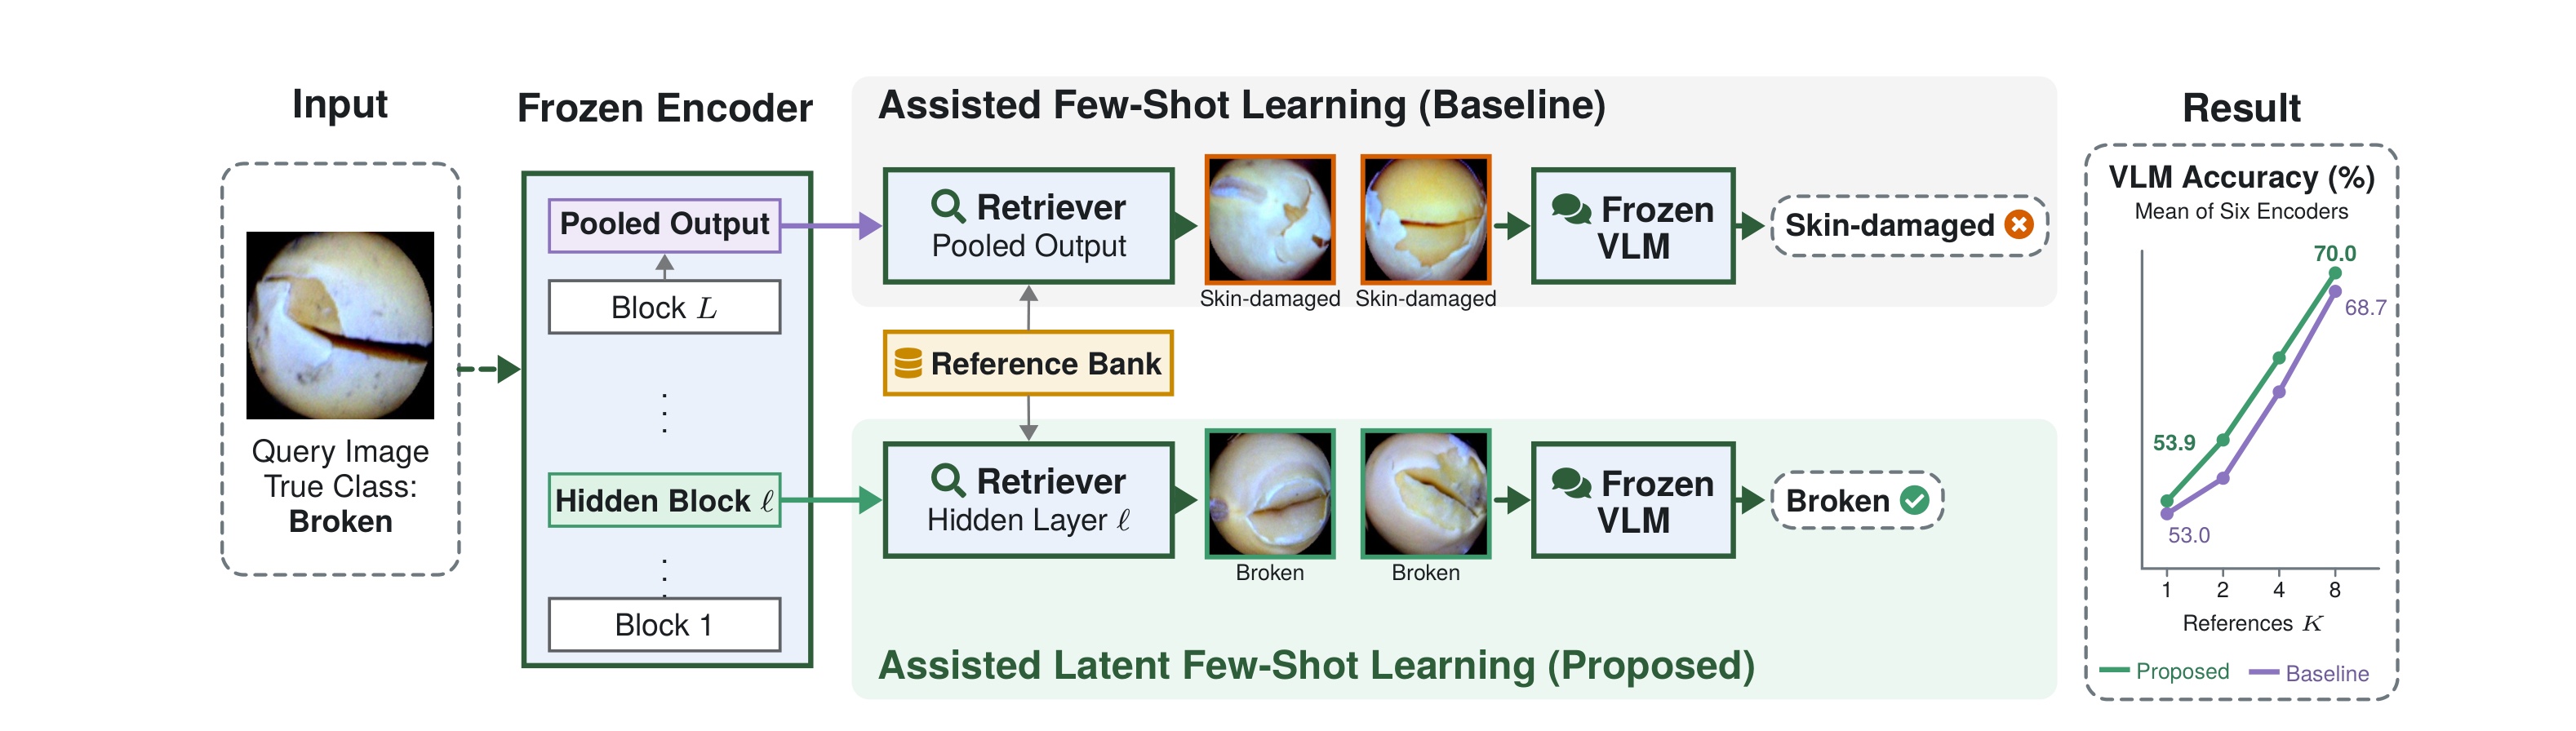 Input
Query Image
True Class:
Broken
Frozen Encoder
Pooled Output
Block L
Hidden Block ℓ
Block 1
Assisted Few-Shot Learning (Baseline)
Retriever
Pooled Output
Skin-damaged
Skin-damaged
Frozen
VLM
Skin-damaged
Reference Bank
Retriever
Hidden Layer ℓ
Broken
Broken
Frozen
VLM
Broken
Assisted Latent Few-Shot Learning (Proposed)
Result
VLM Accuracy (%)
Mean of Six Encoders
70.0
68.7
53.9
53.0
1 2 4 8
References K
Proposed Baseline